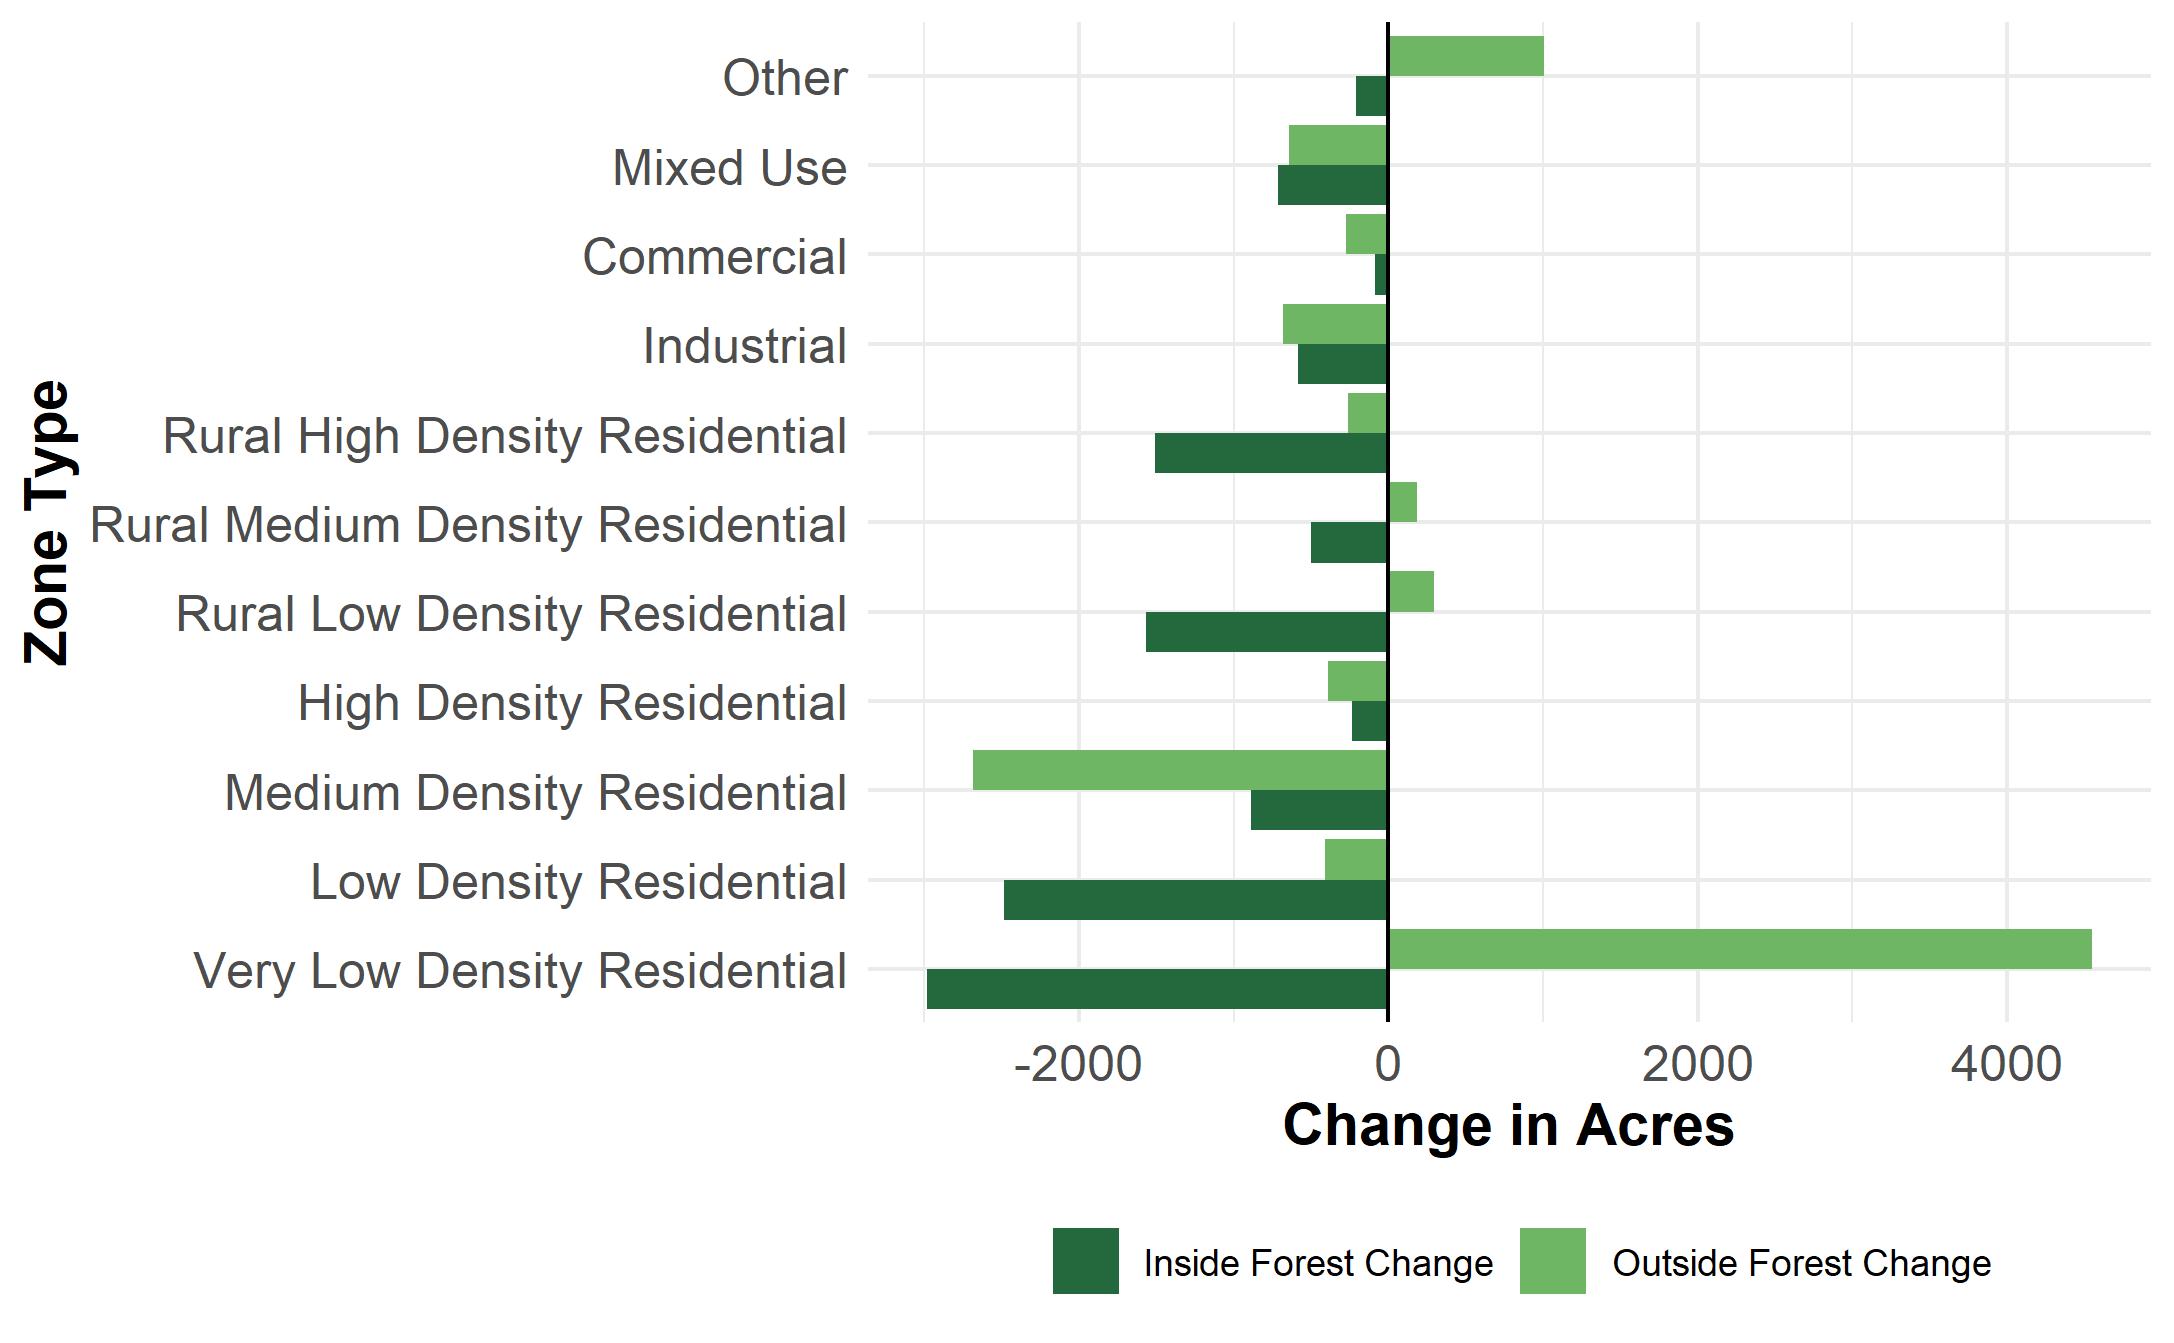 Zone Type
Other
Mixed Use
Commercial
Industrial
Rural High Density Residential
Rural Medium Density Residential
Rural Low Density Residential
High Density Residential
Medium Density Residential
Low Density Residential
Very Low Density Residential
-2000 0 2000 4000
Change in Acres
Inside Forest Change Outside Forest Change